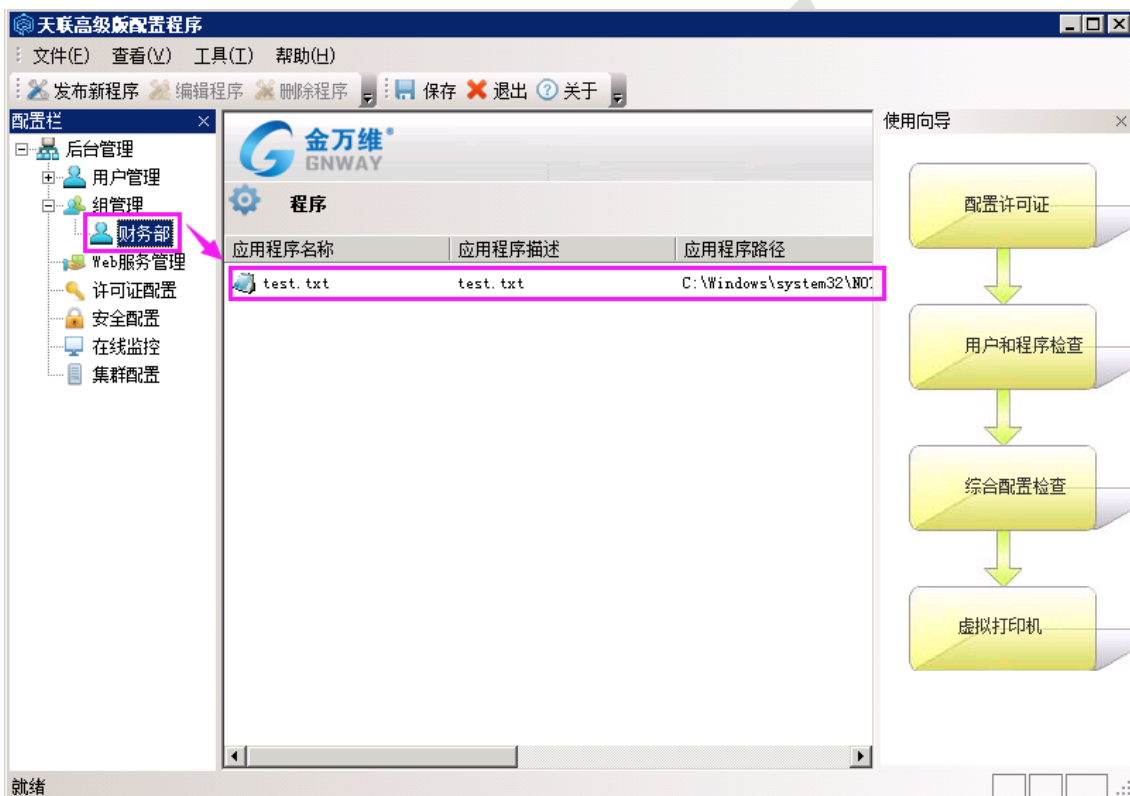 天联高级版配置程序
文件(F) 查看(V) 工具(T) 帮助(H)
发布新程序 编辑程序 删除程序 保存 退出 关于
配置栏
后台管理
用户管理
组管理
财务部
Web服务管理
许可证配置
安全配置
在线监控
集群配置
金万维®
GNWAY
程序
应用程序名称 应用程序描述 应用程序路径
test.txt test.txt C:\Windows\system32\NOT
使用向导
配置许可证
用户和程序检查
综合配置检查
虚拟打印机
就绪